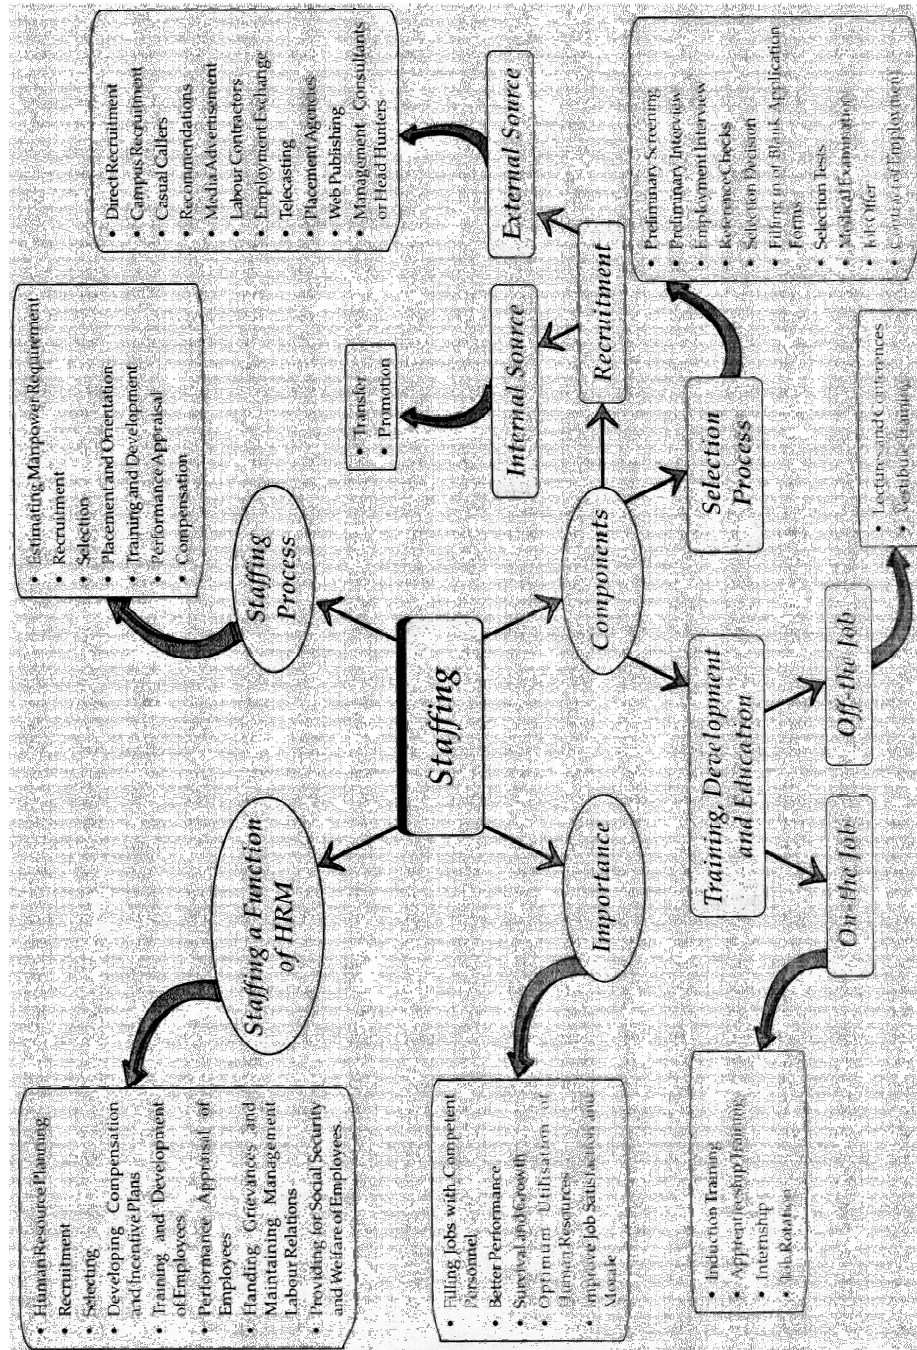 Staffing
Staffing a Function
of HRM
• Human Resource Planning
• Recruitment
• Selecting
• Developing Compensation
and Incentive Plans
• Training and Development
of Employees
• Performance Appraisal of
Employees
• Handing Grievances and
Maintaining Management
Labour Relations
• Providing for Social Security
and Welfare of Employees.
Staffing
Process
• Estimating Manpower Requirement
• Recruitment
• Selection
• Placement and Orientation
• Training and Development
• Performance Appraisal
• Compensation
Importance
• Filling Jobs with Competent
Personnel
• Better Performance
• Survival and Growth
• Optimum Utilisation of
Human Resources
• Improve Job Satisfaction and
Morale
Components
Recruitment
Internal Source
• Transfer
• Promotion
External Source
• Direct Recruitment
• Campus Recruitment
• Casual Callers
• Recommendations
• Media Advertisement
• Labour Contractors
• Employment Exchange
• Telecasting
• Placement Agencies
• Web Publishing
• Management Consultants
or Head Hunters
Selection
Process
• Preliminary Screening
• Preliminary Interview
• Employment Interview
• Reference Checks
• Selection Decision
• Filling in of Blank Application
Forms
• Selection Tests
• Medical Examination
• Job Offer
• Contract of Employment
Training, Development
and Education
On-the Job
• Induction Training
• Apprenticeship Training
• Internship
• Job Rotation
Off-the Job
• Lectures and Conferences
• Vestibule Training